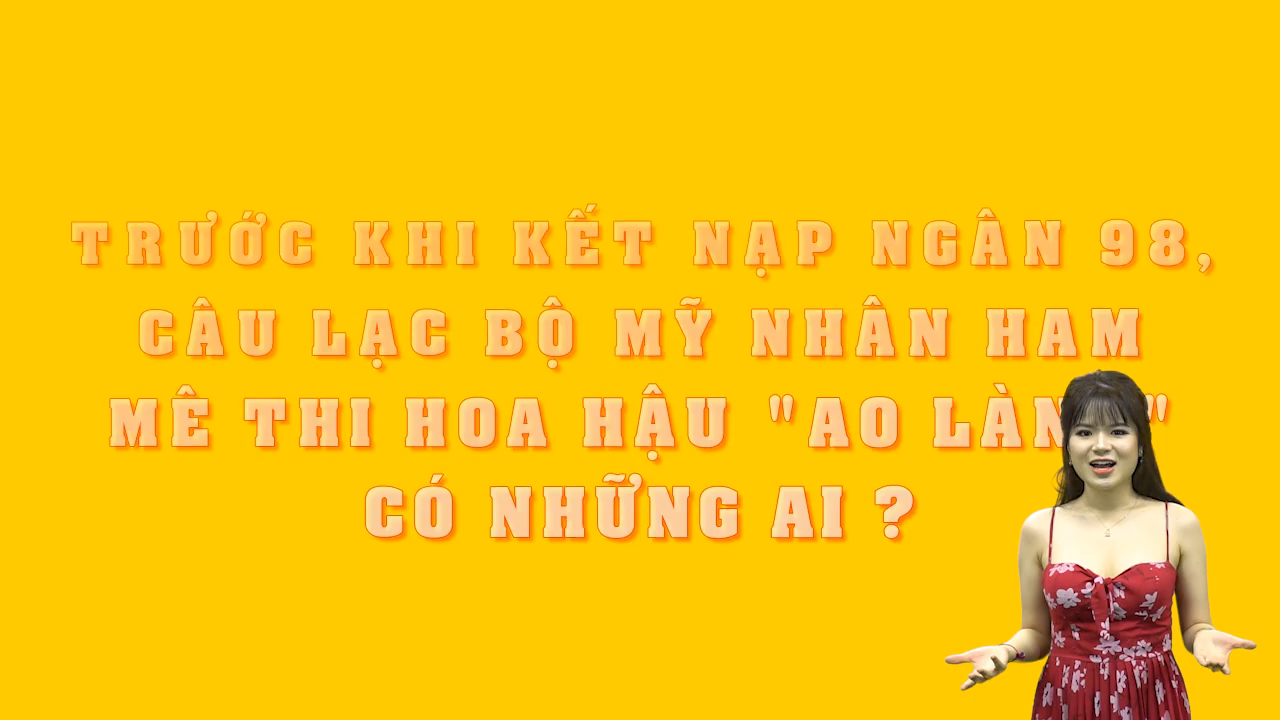 TRƯỚC KHI KẾT NẠP NGÂN 98,
CÂU LẠC BỘ MỸ NHÂN HAM
MÊ THI HOA HẬU "AO
CÓ NHỮNG AI ?